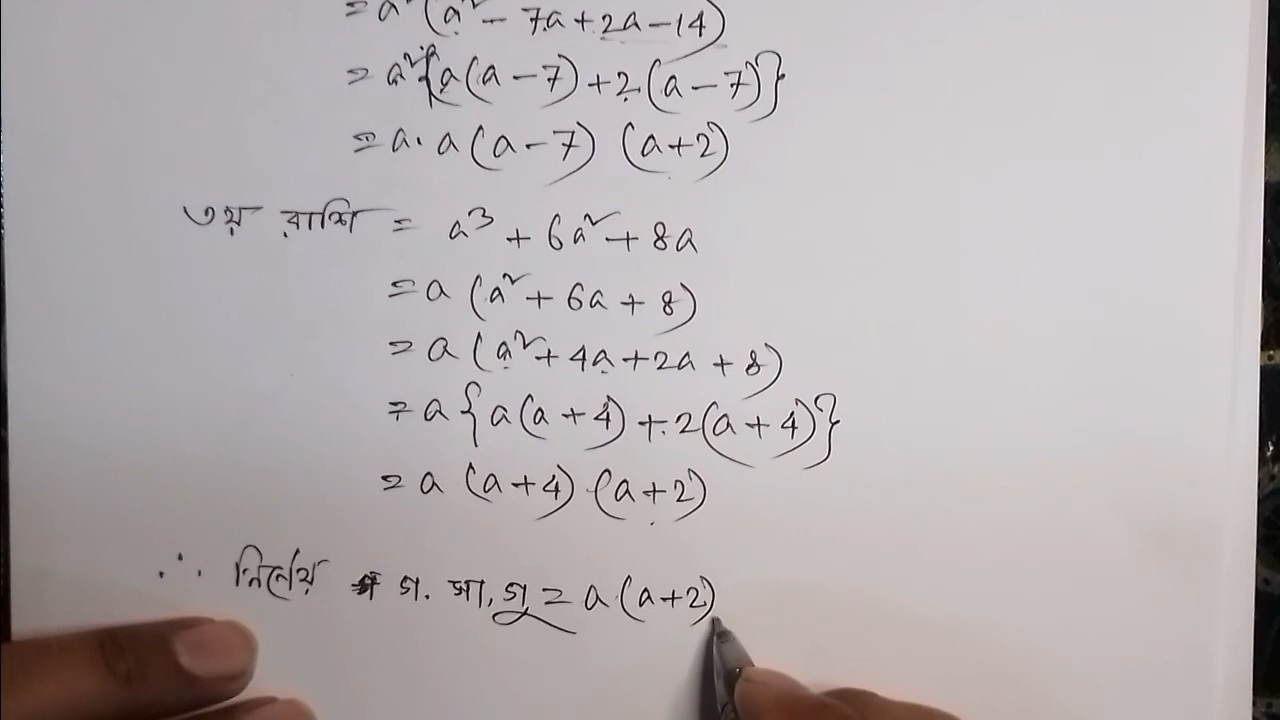 = a² (a² - 7a + 2a - 14)
= a² {a(a - 7) + 2(a - 7)}
= a . a (a - 7) (a + 2)
৩য় রাশি = a³ + 6a² + 8a
= a (a² + 6a + 8)
= a (a² + 4a + 2a + 8)
= a {a(a + 4) + 2(a + 4)}
= a (a + 4) (a + 2)
∴ নির্ণেয় গ. সা. গু = a (a + 2)